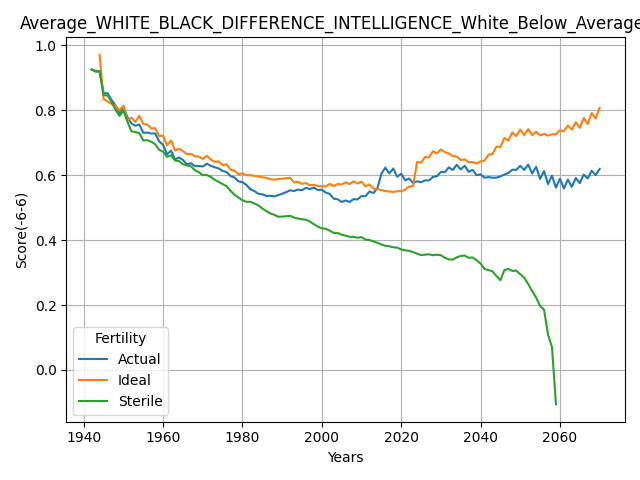 Average_WHITE_BLACK_DIFFERENCE_INTELLIGENCE_White_Below_Average
1.0
0.8
0.6
0.4
0.2
0.0
Score(-6-6)
Fertility
Actual
Ideal
Sterile
1940 1960 1980 2000 2020 2040 2060
Years